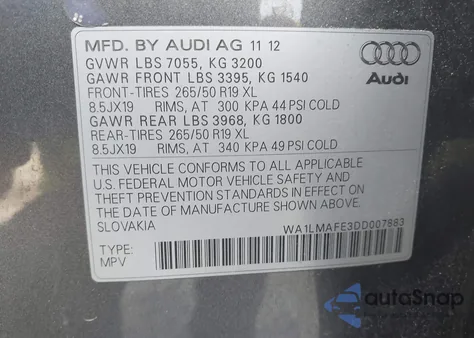 MFD. BY AUDI AG 11 12
GVWR LBS 7055, KG 3200
GAWR FRONT LBS 3395, KG 1540
FRONT-TIRES 265/50 R19 XL
8.5JX19 RIMS, AT 300 KPA 44 PSI COLD
GAWR REAR LBS 3968, KG 1800
REAR-TIRES 265/50 R19 XL
8.5JX19 RIMS, AT 340 KPA 49 PSI COLD
Audi
THIS VEHICLE CONFORMS TO ALL APPLICABLE
U.S. FEDERAL MOTOR VEHICLE SAFETY AND
THEFT PREVENTION STANDARDS IN EFFECT ON THE
DATE OF MANUFACTURE SHOWN ABOVE.
SLOVAKIA
WA1LMAFE3DD007883
TYPE:
MPV
autoSnap